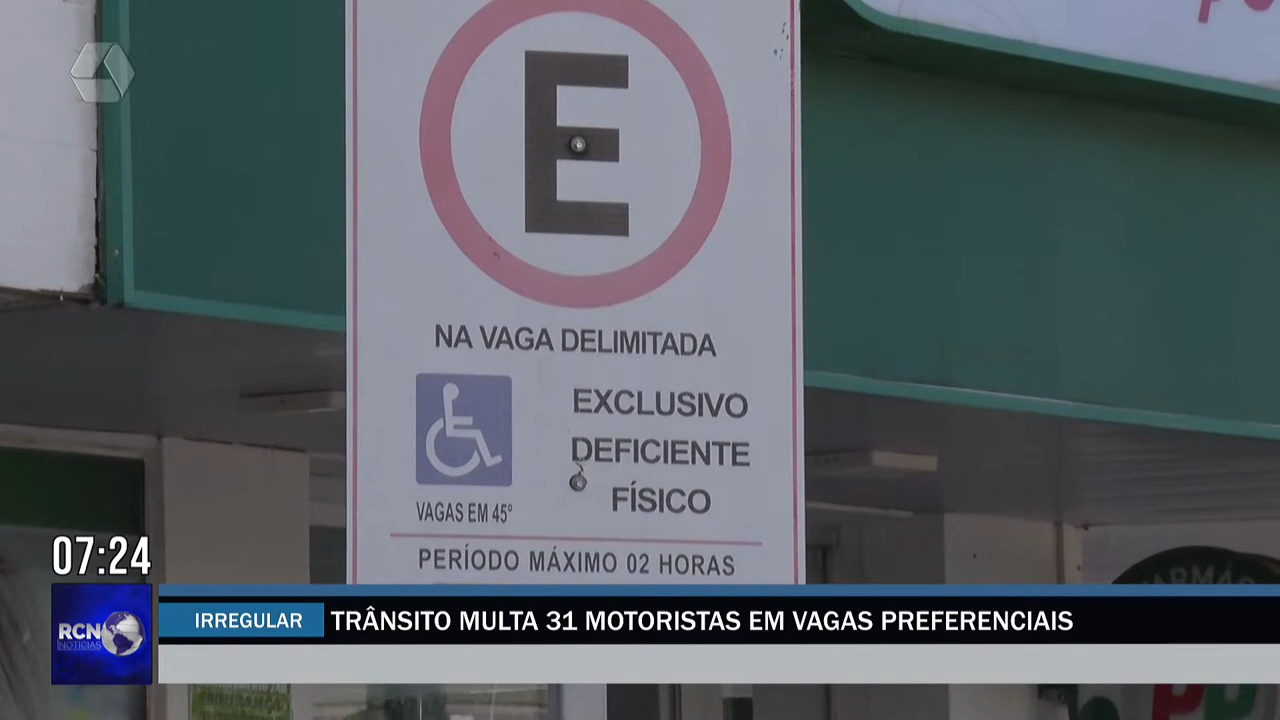 E
NA VAGA DELIMITADA
EXCLUSIVO
DEFICIENTE
FÍSICO
VAGAS EM 45°
PERÍODO MÁXIMO 02 HORAS
07:24
RCN
NOTÍCIAS
IRREGULAR
TRÂNSITO MULTA 31 MOTORISTAS EM VAGAS PREFERENCIAIS